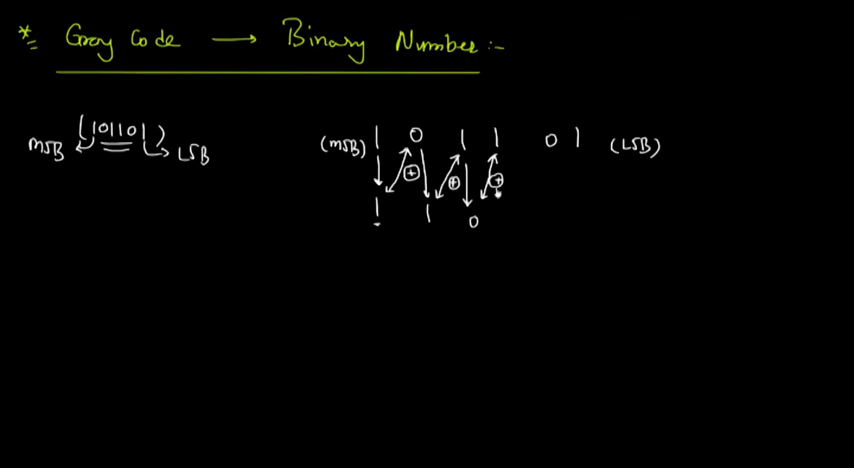 * Gray Code → Binary Number :-
MSB (101101) LSB
(MSB) 1 0 1 1 0 1 (LSB)
⊕ ⊕ ⊕
1 1 0